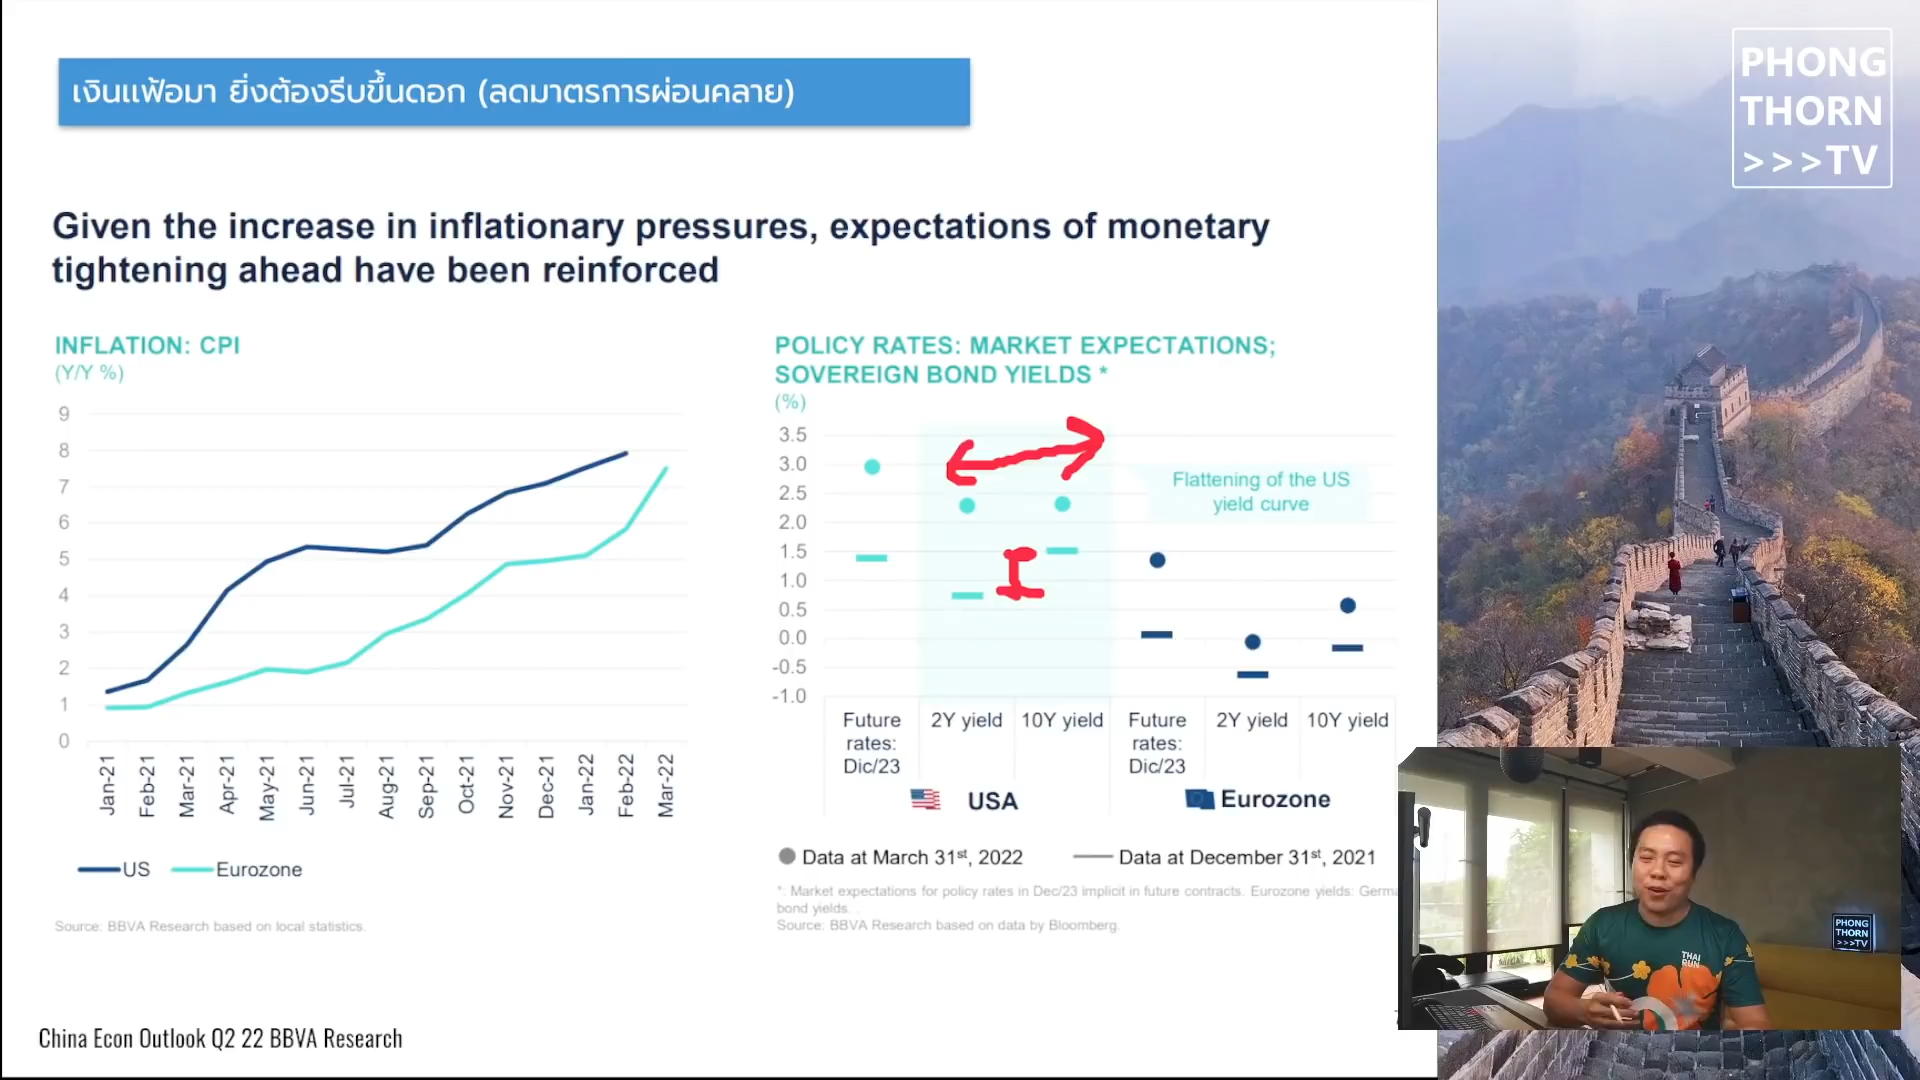 เงินเเฟ้อมา ยิ่งต้องรีบขึ้นดอก (ลดมาตรการผ่อนคลาย)
PHONG
THORN
>>>TV
Given the increase in inflationary pressures, expectations of monetary
tightening ahead have been reinforced
INFLATION: CPI
(Y/Y %)
9
8
7
6
5
4
3
2
1
0
Jan-21
Feb-21
Mar-21
Apr-21
May-21
Jun-21
Jul-21
Aug-21
Sep-21
Oct-21
Nov-21
Dec-21
Jan-22
Feb-22
Mar-22
US
Eurozone
Source: BBVA Research based on local statistics.
POLICY RATES: MARKET EXPECTATIONS;
SOVEREIGN BOND YIELDS *
(%)
3.5
3.0
2.5
2.0
1.5
1.0
0.5
0.0
-0.5
-1.0
Flattening of the US
yield curve
Future
rates:
Dic/23
2Y yield
10Y yield
Future
rates:
Dic/23
2Y yield
10Y yield
USA
Eurozone
Data at March 31st, 2022
Data at December 31st, 2021
*: Market expectations for policy rates in Dec/23 implicit in future contracts. Eurozone yields: Germa
bond yields. .
Source: BBVA Research based on data by Bloomberg.
China Econ Outlook Q2 22 BBVA Research
PHONG
THORN
>>>TV
THAI
RUN